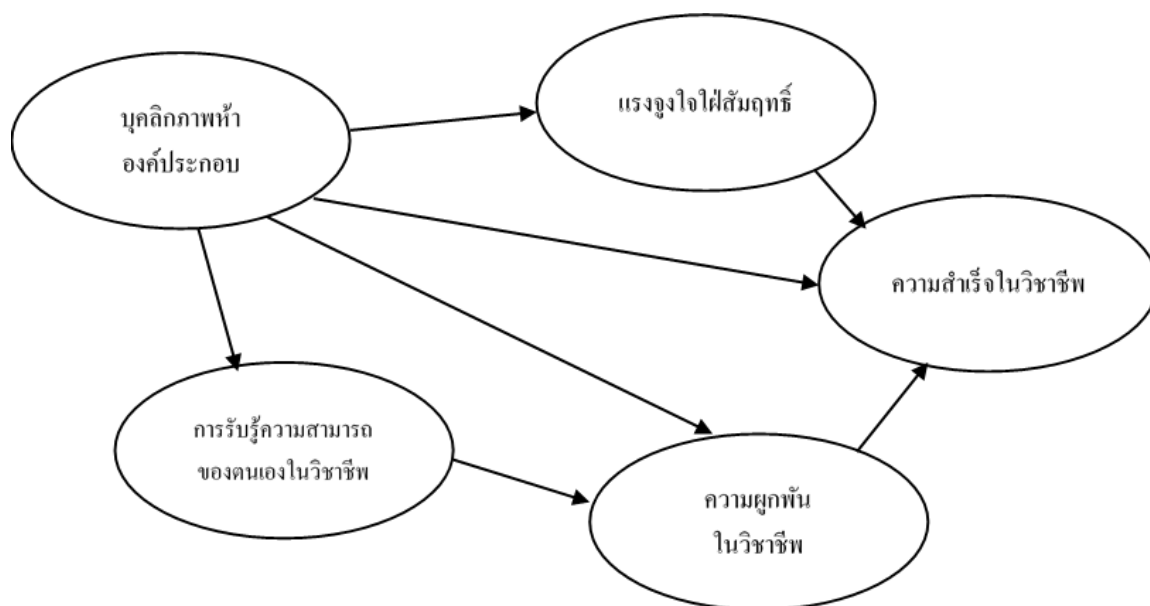 บุคลิกภาพห้า
องค์ประกอบ
แรงจูงใจใฝ่สัมฤทธิ์
ความสำเร็จในวิชาชีพ
การรับรู้ความสามารถ
ของตนเองในวิชาชีพ
ความผูกพัน
ในวิชาชีพ